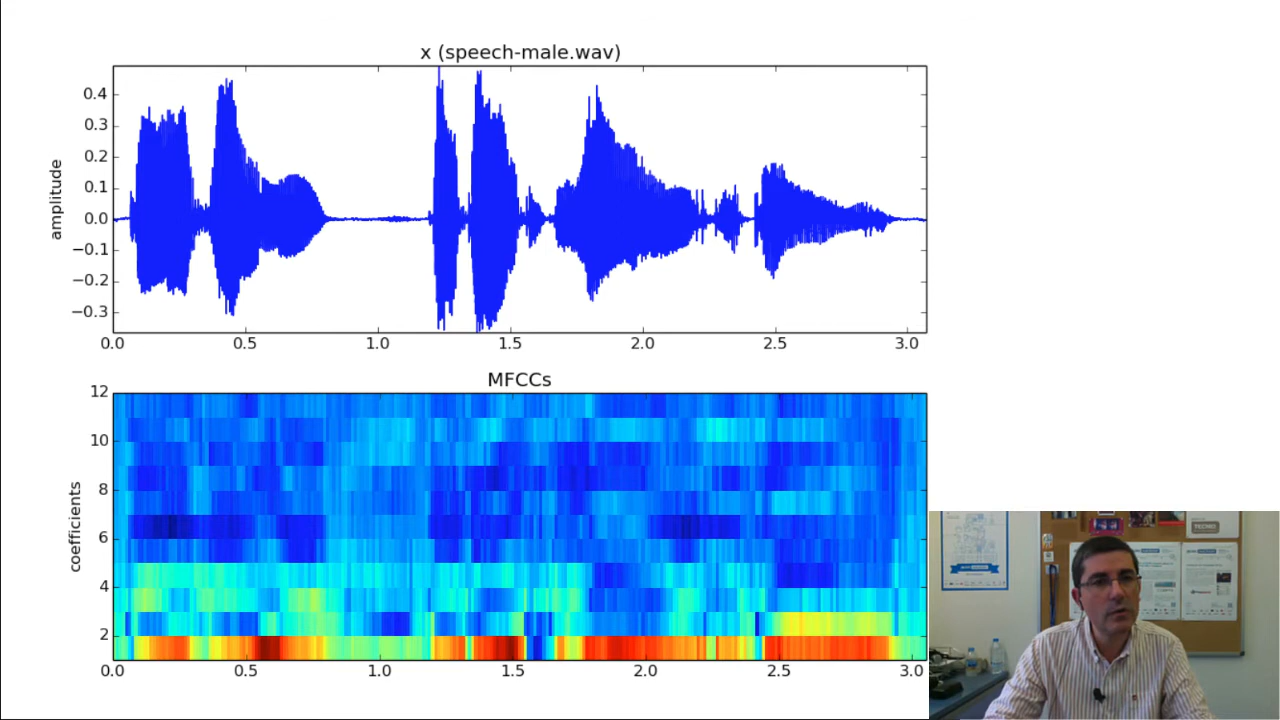 x (speech-male.wav)
amplitude
0.4
0.3
0.2
0.1
0.0
−0.1
−0.2
−0.3
0.0 0.5 1.0 1.5 2.0 2.5 3.0
MFCCs
coefficients
12
10
8
6
4
2
0.0 0.5 1.0 1.5 2.0 2.5 3.0